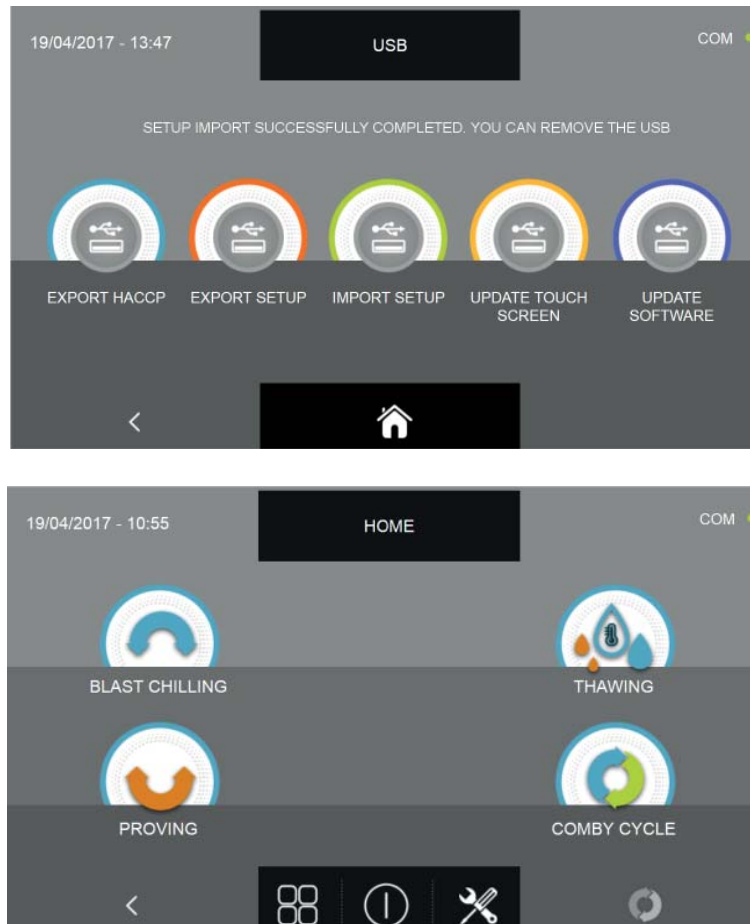 19/04/2017 - 13:47
USB
COM
SETUP IMPORT SUCCESSFULLY COMPLETED. YOU CAN REMOVE THE USB
EXPORT HACCP
EXPORT SETUP
IMPORT SETUP
UPDATE TOUCH
SCREEN
UPDATE
SOFTWARE
19/04/2017 - 10:55
HOME
COM
BLAST CHILLING
THAWING
PROVING
COMBY CYCLE